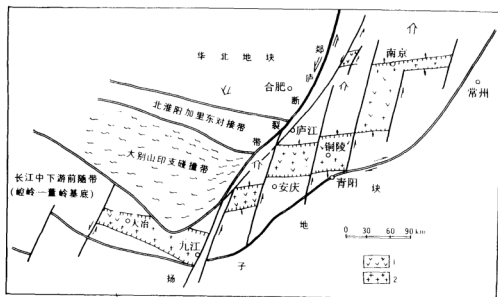 华北地块
郯
庐
断
裂
带
合肥
南京
常州
北淮阳加里东对接带
大别山印支碰撞带
庐江
铜陵
安庆
青阳
长江中下游前陆带
(崆岭—董岭基底)
大冶
九江
扬子地块
0 30 60 90km
1
2